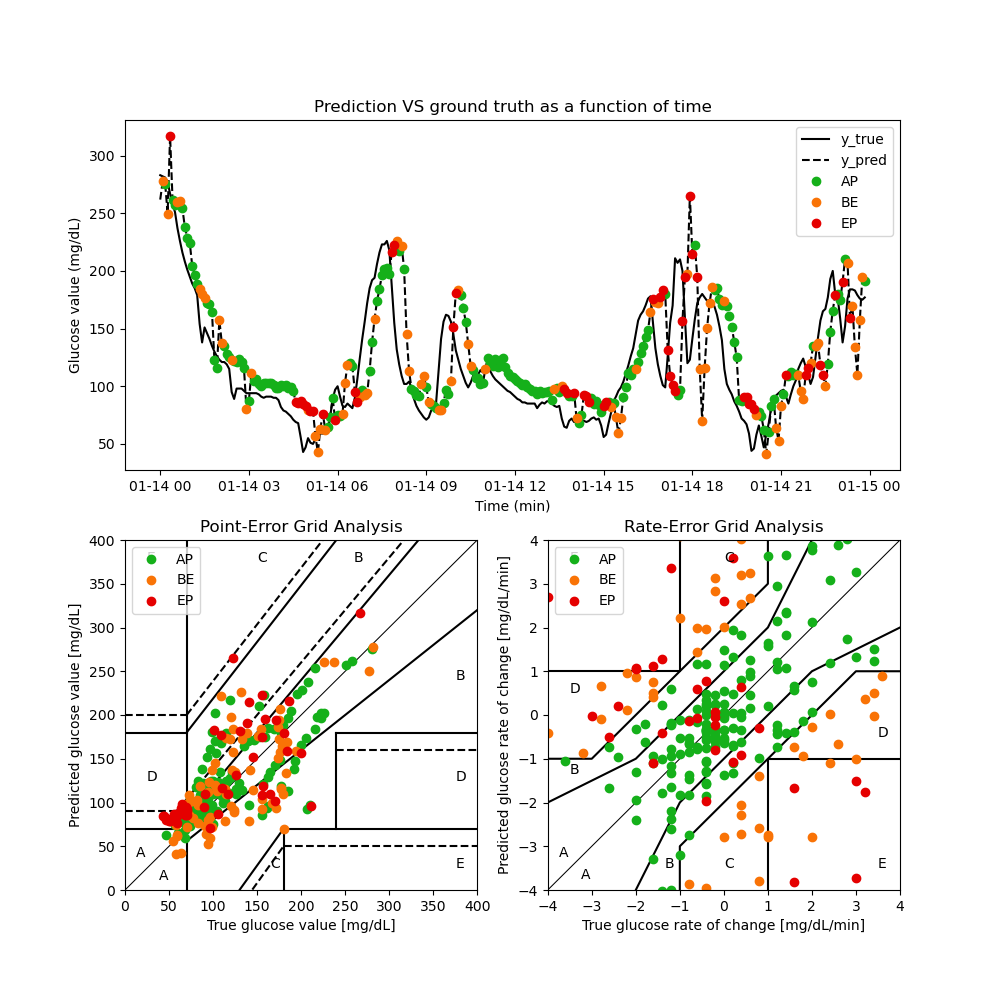 Prediction VS ground truth as a function of time
Glucose value (mg/dL)
300
250
200
150
100
50
y_true
y_pred
AP
BE
EP
01-14 00 01-14 03 01-14 06 01-14 09 01-14 12 01-14 15 01-14 18 01-14 21 01-15 00
Time (min)
Point-Error Grid Analysis
Predicted glucose value [mg/dL]
400
350
300
250
200
150
100
50
0
AP
BE
EP
C
B
B
D
D
A
A
C
E
0 50 100 150 200 250 300 350 400
True glucose value [mg/dL]
Rate-Error Grid Analysis
Predicted glucose rate of change [mg/dL/min]
4
3
2
1
0
−1
−2
−3
−4
AP
BE
EP
C
D
D
B
A
A
B
C
E
−4 −3 −2 −1 0 1 2 3 4
True glucose rate of change [mg/dL/min]